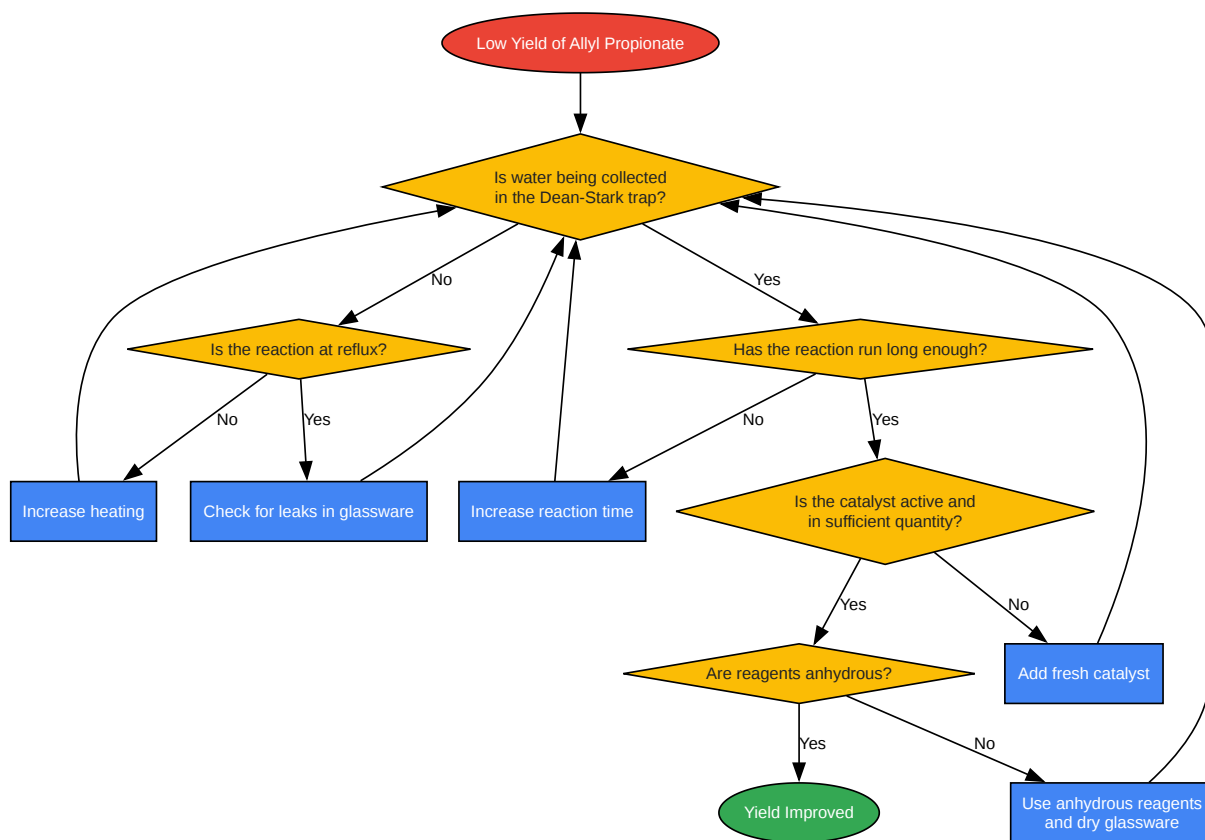 Low Yield of Allyl Propionate
Is water being collected
in the Dean-Stark trap?
No
Yes
Is the reaction at reflux?
Has the reaction run long enough?
No
Yes
No
Yes
Increase heating
Check for leaks in glassware
Increase reaction time
Is the catalyst active and
in sufficient quantity?
Yes
No
Are reagents anhydrous?
Add fresh catalyst
Yes
No
Yield Improved
Use anhydrous reagents
and dry glassware